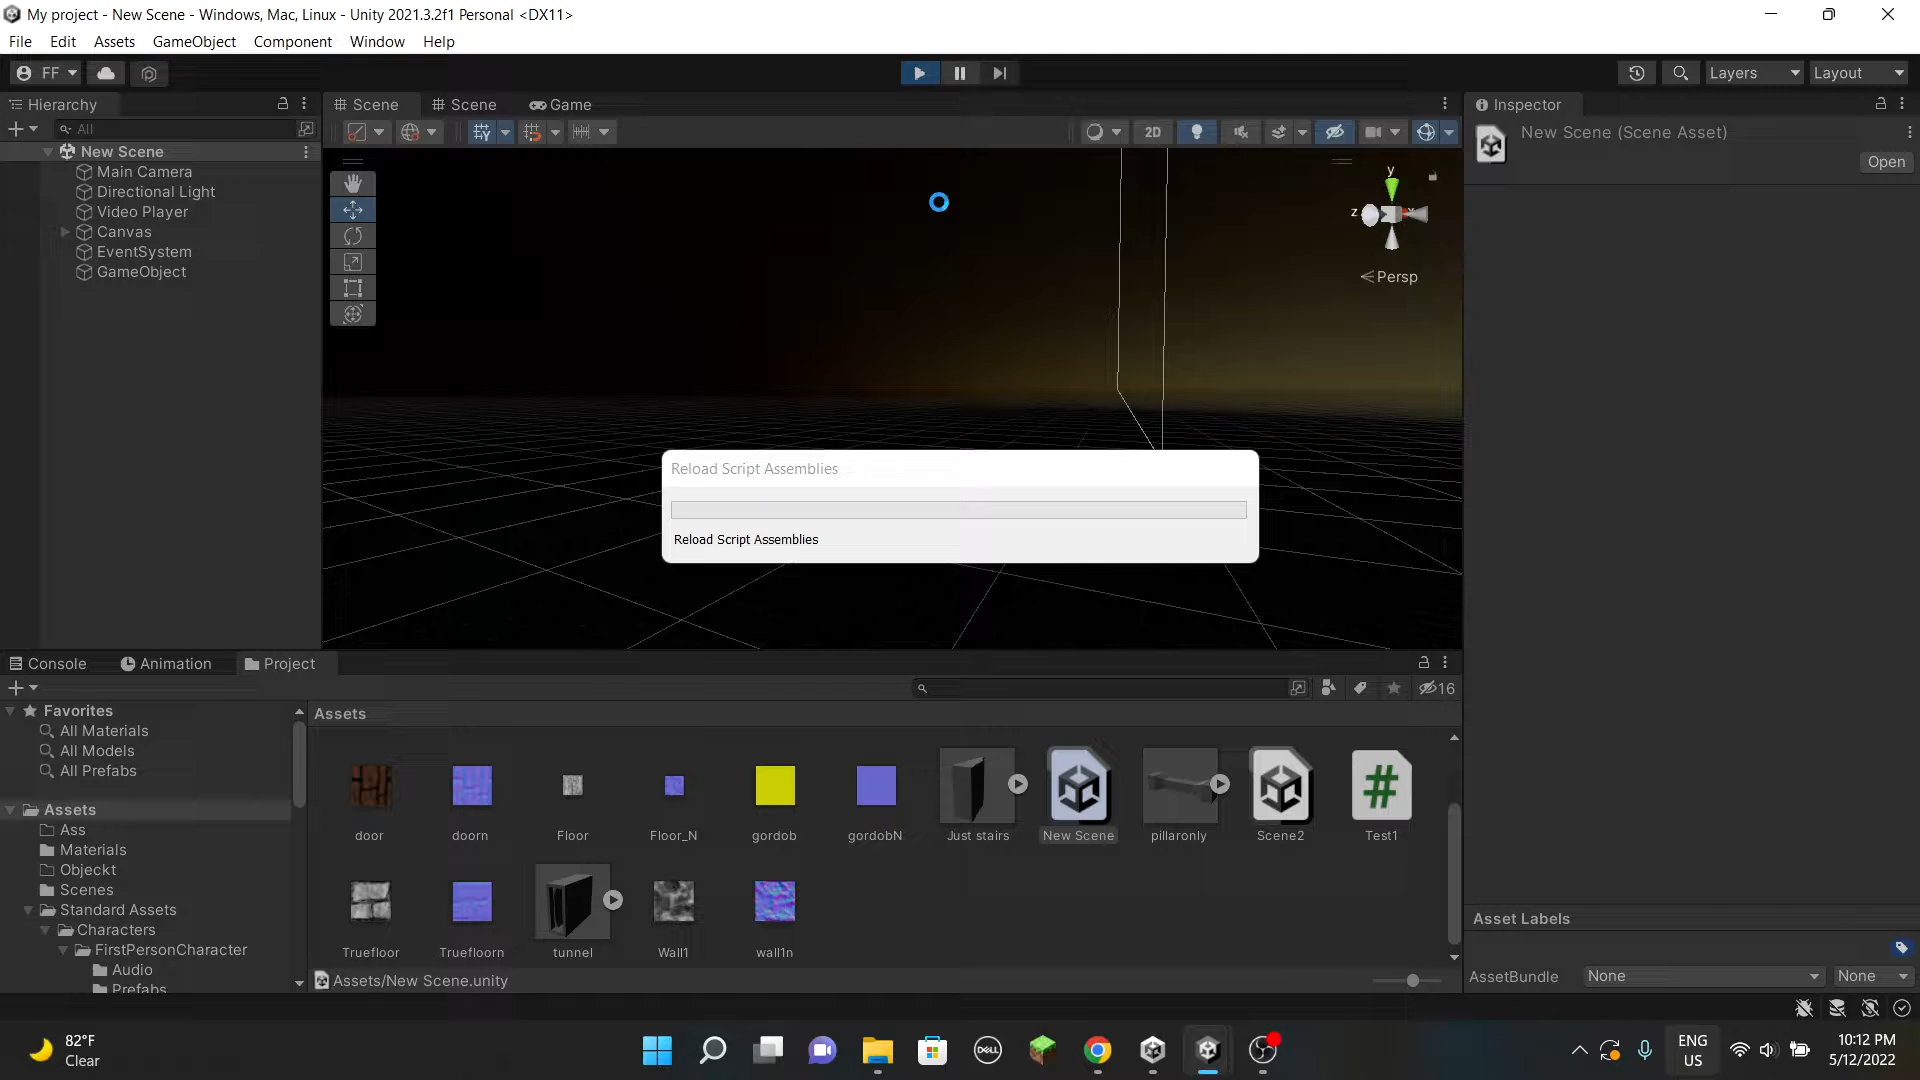 My project - New Scene - Windows, Mac, Linux - Unity 2021.3.2f1 Personal <DX11>
File Edit Assets GameObject Component Window Help
FF
Layers Layout
Hierarchy
Scene Scene Game
Inspector
All
2D
New Scene (Scene Asset)
Open
New Scene
Main Camera
Directional Light
Video Player
Canvas
EventSystem
GameObject
y
z
x
Persp
Reload Script Assemblies
Reload Script Assemblies
Console Animation Project
16
Favorites
All Materials
All Models
All Prefabs
Assets
Ass
Materials
Objeckt
Scenes
Standard Assets
Characters
FirstPersonCharacter
Audio
Prefabs
Assets
door doorn Floor Floor_N gordob gordobN Just stairs New Scene pillaronly Scene2 Test1
Truefloor Truefloorn tunnel Wall1 wall1n
Assets/New Scene.unity
Asset Labels
AssetBundle None None
82°F
Clear
DELL
ENG
US
10:12 PM
5/12/2022